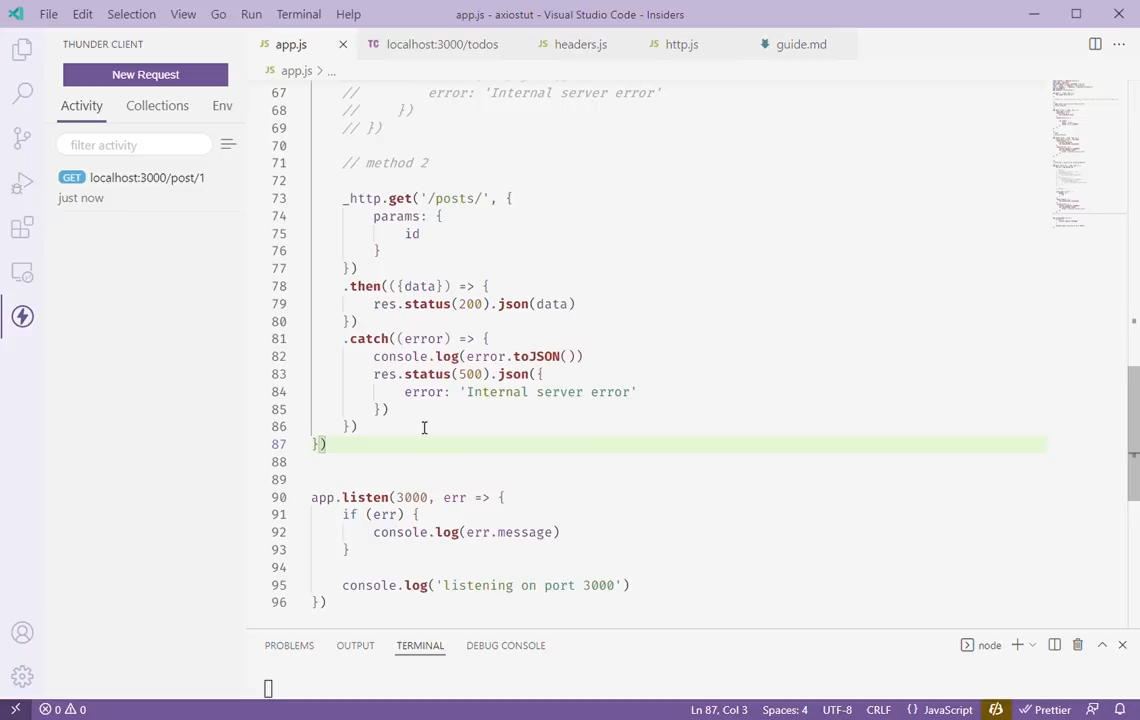 File Edit Selection View Go Run Terminal Help
app.js - axiostut - Visual Studio Code - Insiders
THUNDER CLIENT
New Request
Activity Collections Env
filter activity
GET localhost:3000/post/1
just now
JS app.js
TC localhost:3000/todos
JS headers.js
JS http.js
guide.md
JS app.js > ...
67 // error: 'Internal server error'
68 // })
69 // })
70
71 // method 2
72
73 _http.get('/posts/', {
74 params: {
75 id
76 }
77 })
78 .then(({data}) => {
79 res.status(200).json(data)
80 })
81 .catch((error) => {
82 console.log(error.toJSON())
83 res.status(500).json({
84 error: 'Internal server error'
85 })
86 })
87 })
88
89
90 app.listen(3000, err => {
91 if (err) {
92 console.log(err.message)
93 }
94
95 console.log('listening on port 3000')
96 })
PROBLEMS OUTPUT TERMINAL DEBUG CONSOLE
node
0 0
Ln 87, Col 3 Spaces: 4 UTF-8 CRLF {} JavaScript Prettier